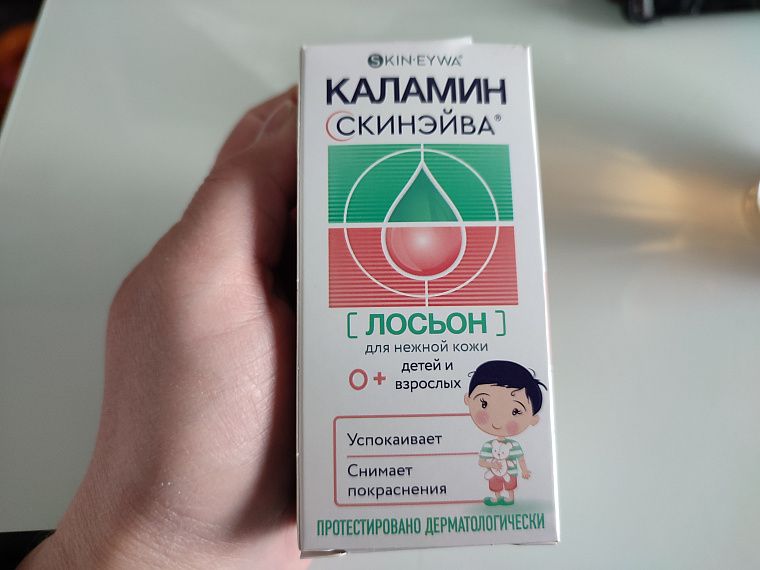 SKIN·EYWA®
КАЛАМИН
СКИНЭЙВА®
[ ЛОСЬОН ]
для нежной кожи
0+ детей и
взрослых
Успокаивает
Снимает
покраснения
ПРОТЕСТИРОВАНО ДЕРМАТОЛОГИЧЕСКИ